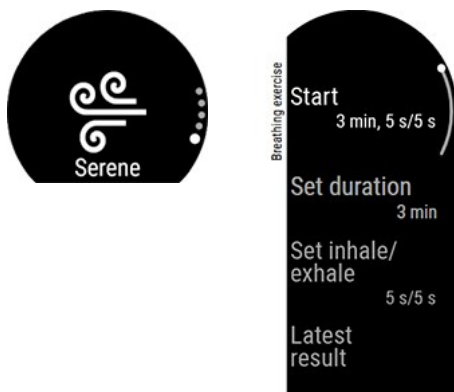 Serene
Breathing exercise
Start
3 min, 5 s/5 s
Set duration
3 min
Set inhale/
exhale
5 s/5 s
Latest
result